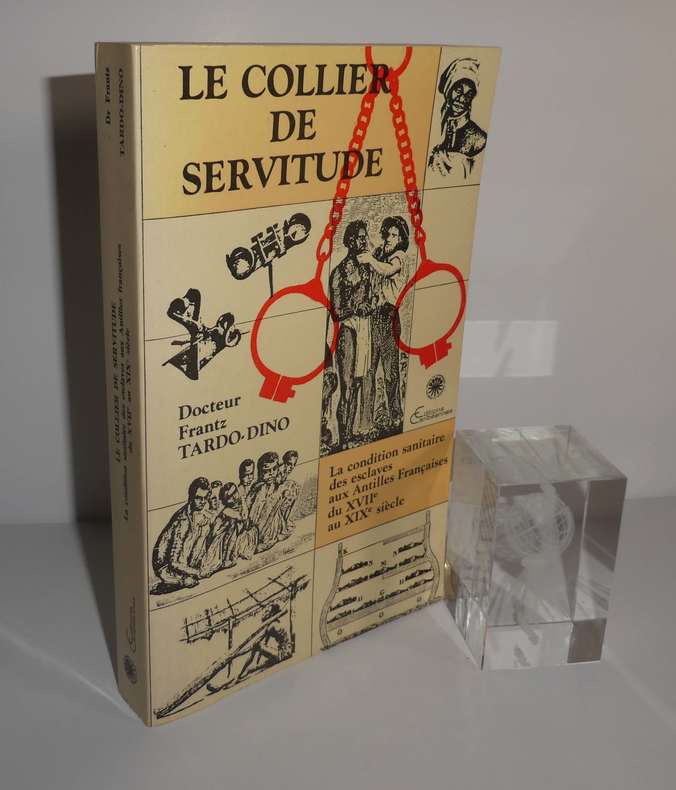 LE COLLIER
DE
SERVITUDE
Docteur
Frantz
TARDO-DINO
La condition sanitaire
des esclaves
aux Antilles Françaises
du XVIIe
au XIXe siècle
Editions
Caribéennes
Dr Frantz
TARDO-DINO
LE COLLIER DE SERVITUDE
La condition sanitaire des esclaves aux Antilles françaises
du XVIIe au XIXe siècle